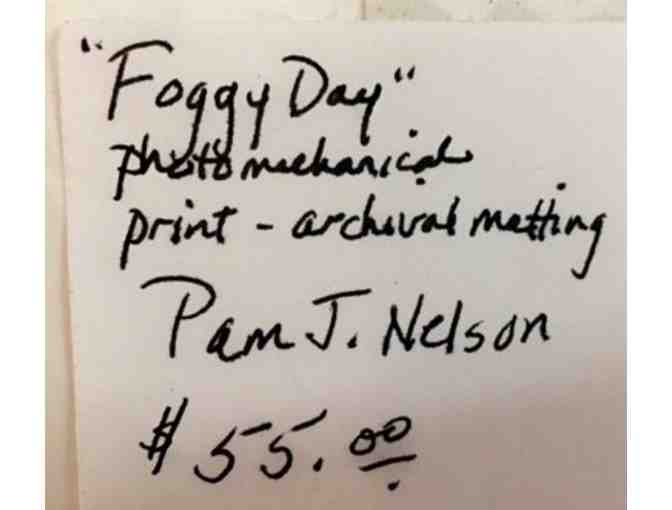 "Foggy Day"
photomechanical
print - archival matting
Pam J. Nelson
$55.00